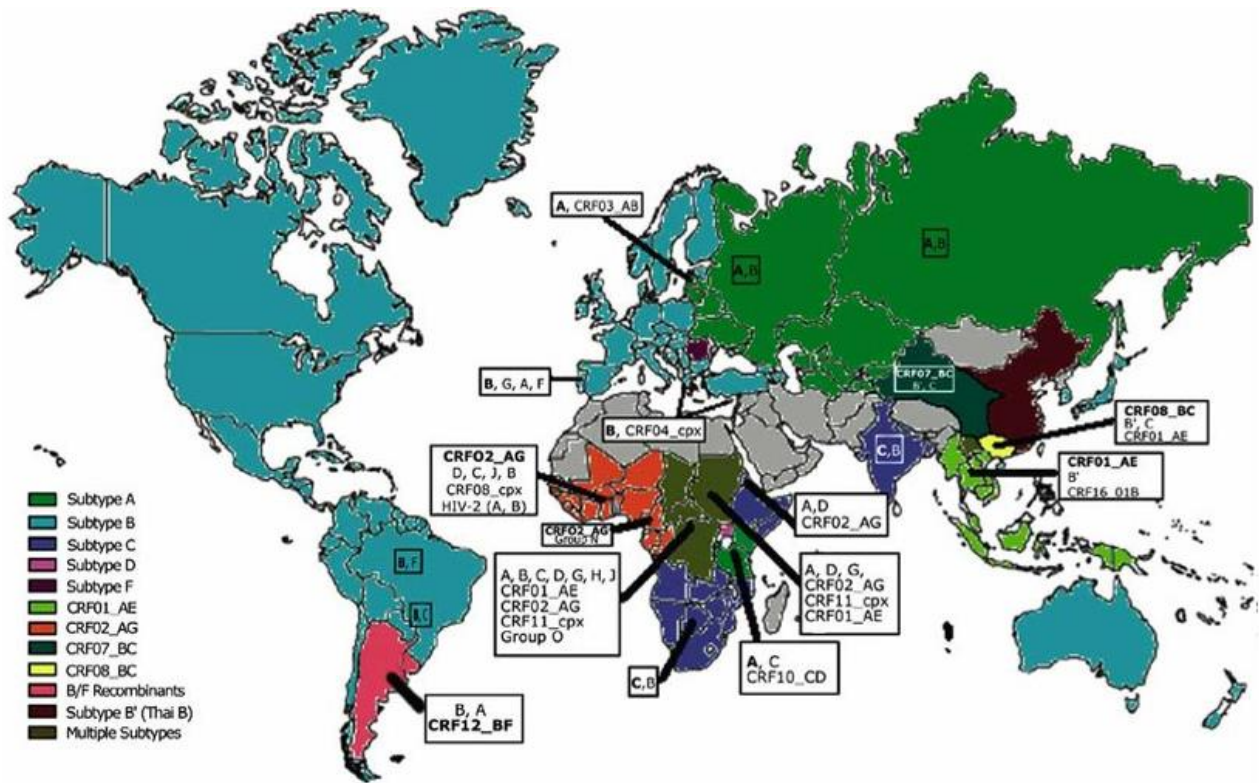 A, CRF03_AB
A,B
A,B
CRF07_BC
B', C
B, G, A, F
B, CRF04_cpx
C,B
CRF08_BC
B', C
CRF01_AE
CRF01_AE
B'
CRF16_01B
CRF02_AG
D, C, J, B
CRF08_cpx
HIV-2 (A, B)
CRF02_AG
Group N
A,D
CRF02_AG
A, B, C, D, G, H, J
CRF01_AE
CRF02_AG
CRF11_cpx
Group O
A, D, G,
CRF02_AG
CRF11_cpx
CRF01_AE
A, C
CRF10_CD
C,B
B,F
B,C
B, A
CRF12_BF
Subtype A
Subtype B
Subtype C
Subtype D
Subtype F
CRF01_AE
CRF02_AG
CRF07_BC
CRF08_BC
B/F Recombinants
Subtype B' (Thai B)
Multiple Subtypes